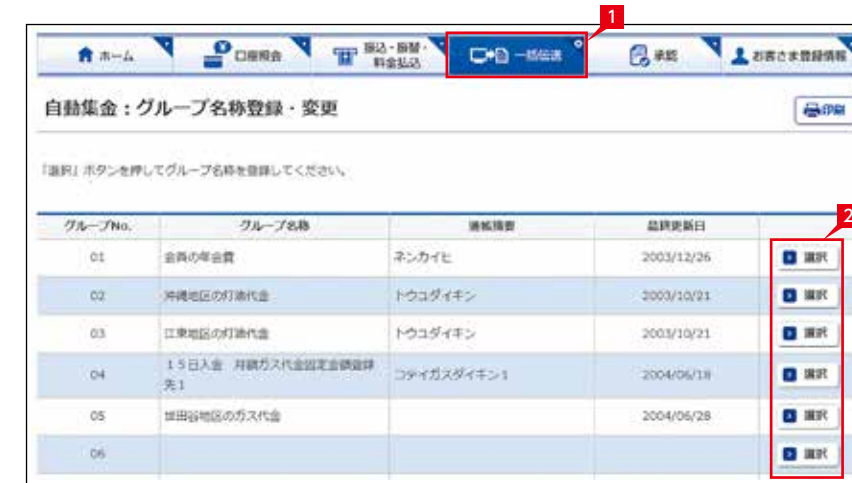 1
ホーム
口座照会
振込・振替・
料金払込
一括伝送
承認
お客さま登録情報
自動集金：グループ名称登録・変更
印刷
「選択」ボタンを押してグループ名称を登録してください。
2
グループNo. グループ名称 通帳摘要 最終更新日
01 会員の年会費 ネンカイヒ 2003/12/26 選択
02 沖縄地区の灯油代金 トウユダイキン 2003/10/21 選択
03 江東地区の灯油代金 トウユダイキン 2003/10/21 選択
04 15日入金 月額ガス代金固定金額登録
先1 コテイガスダイキン1 2004/06/18 選択
05 世田谷地区のガス代金 2004/06/28 選択
06 選択